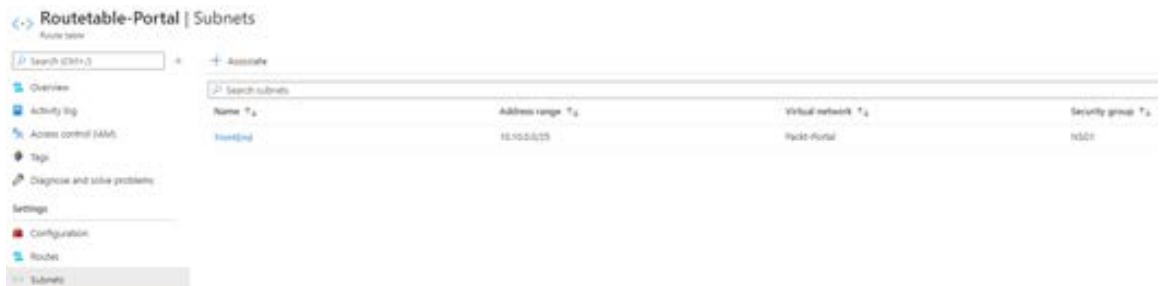 Routetable-Portal | Subnets
Route table
Search (Ctrl+/)
Associate
Overview
Activity log
Access control (IAM)
Tags
Diagnose and solve problems
Settings
Configuration
Routes
Subnets
Search subnets
Name
Address range
Virtual network
Security group
FrontEnd
10.10.0.0/25
Packt-Portal
NSG1